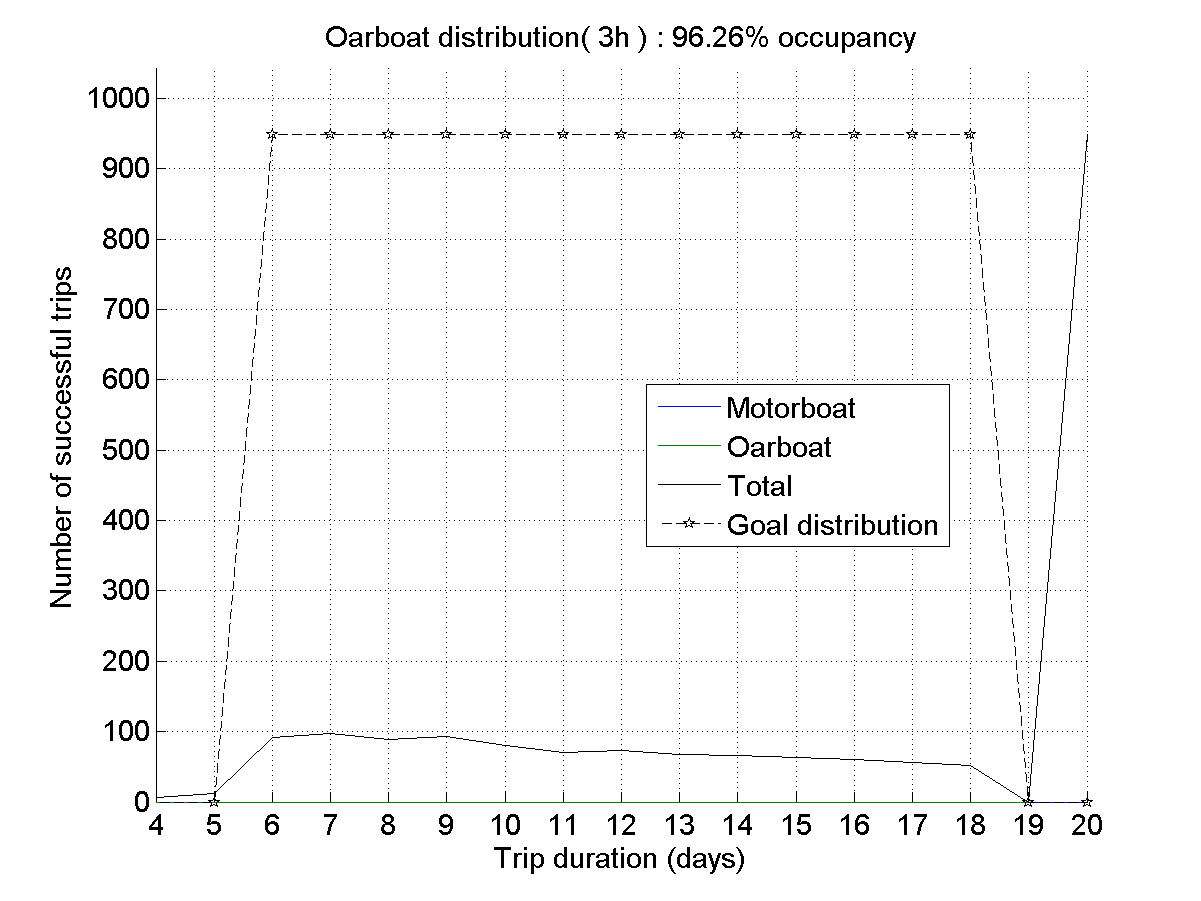 Oarboat distribution( 3h ) : 96.26% occupancy
1000
900
800
700
600
500
400
300
200
100
0
Number of successful trips
Motorboat
Oarboat
Total
Goal distribution
4 5 6 7 8 9 10 11 12 13 14 15 16 17 18 19 20
Trip duration (days)